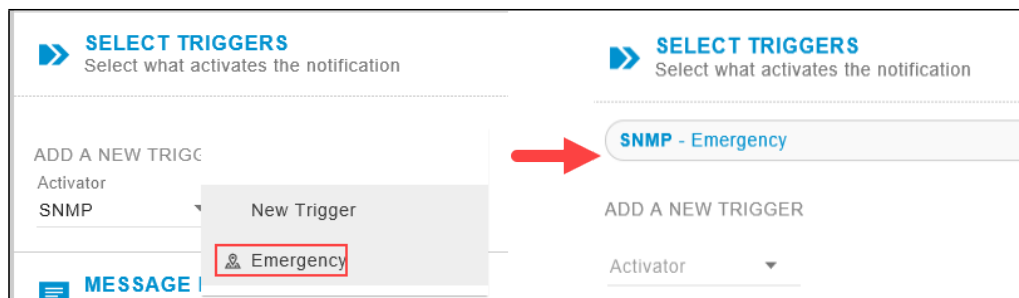 SELECT TRIGGERS
Select what activates the notification
ADD A NEW TRIGG
Activator
SNMP
New Trigger
Emergency
MESSAGE
SELECT TRIGGERS
Select what activates the notification
SNMP - Emergency
ADD A NEW TRIGGER
Activator